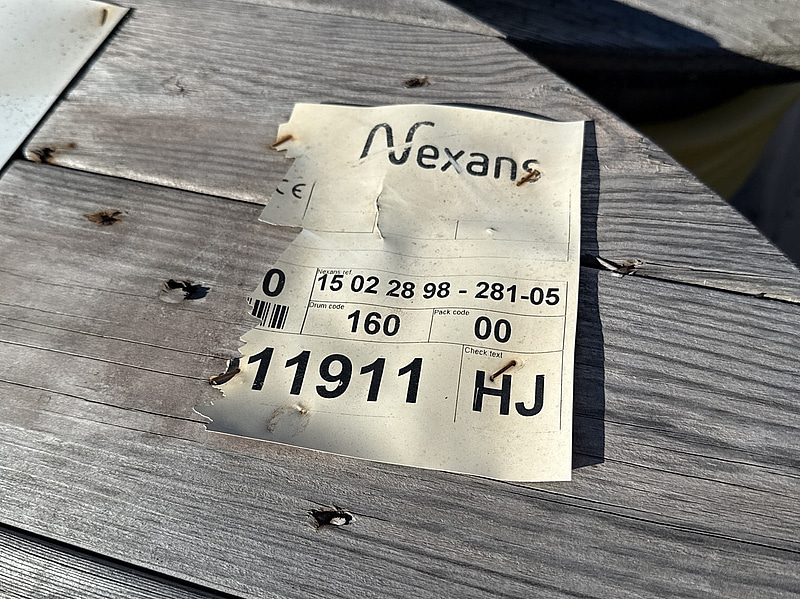 Nexans
CE
Nexans ref.
15 02 28 98 - 281-05
0
Drum code
160
Pack code
00
11911
Check text
HJ